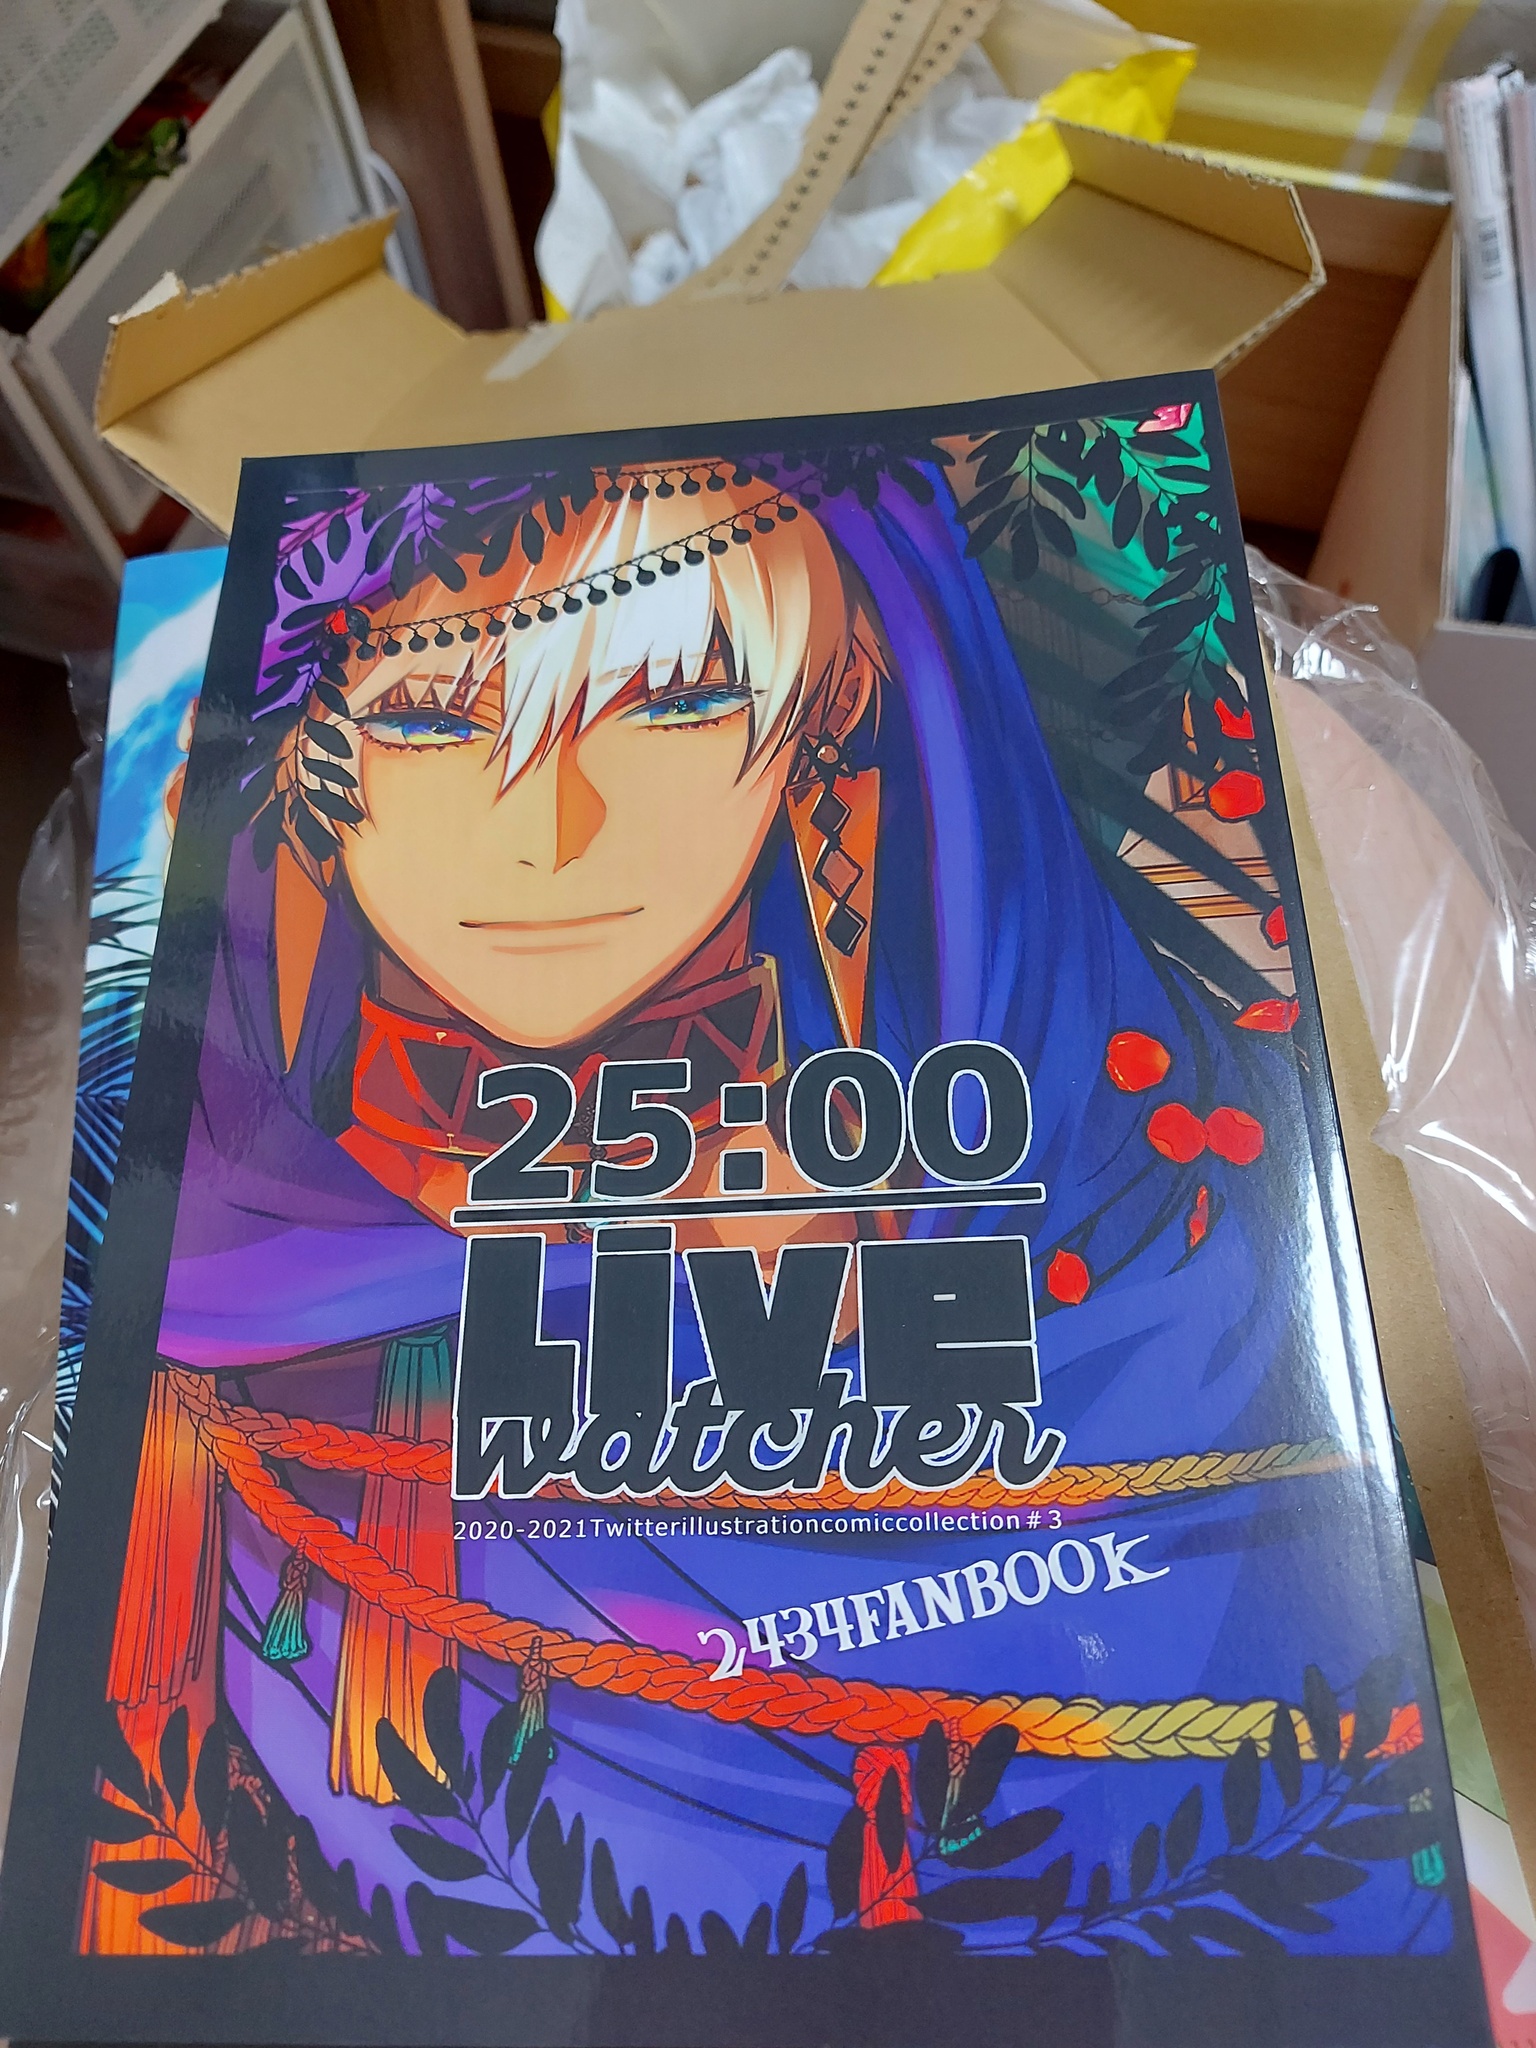 25:00
Live
watcher
2020-2021Twitterillustrationcomiccollection#3
2434FANBOOK